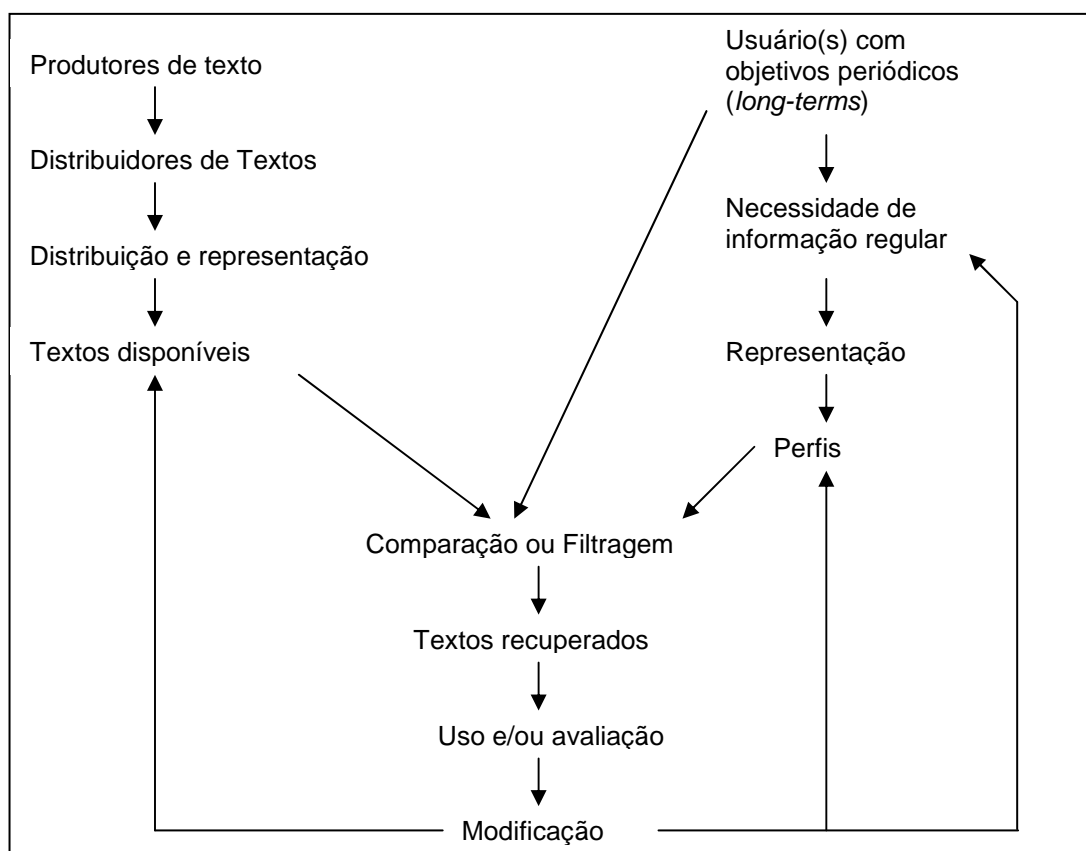 Produtores de texto
Distribuidores de Textos
Distribuição e representação
Textos disponíveis
Usuário(s) com
objetivos periódicos
(long-terms)
Necessidade de
informação regular
Representação
Perfis
Comparação ou Filtragem
Textos recuperados
Uso e/ou avaliação
Modificação